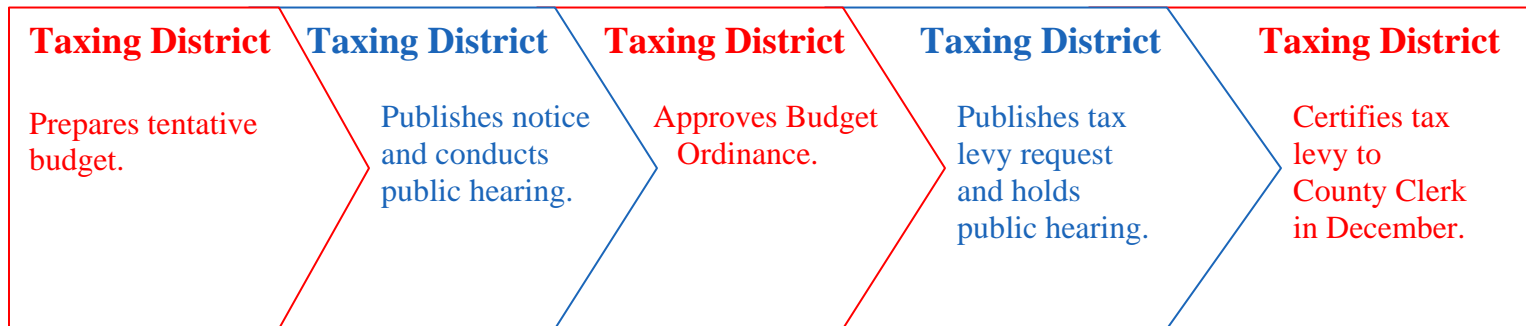 Taxing District
Prepares tentative
budget.
Taxing District
Publishes notice
and conducts
public hearing.
Taxing District
Approves Budget
Ordinance.
Taxing District
Publishes tax
levy request
and holds
public hearing.
Taxing District
Certifies tax
levy to
County Clerk
in December.